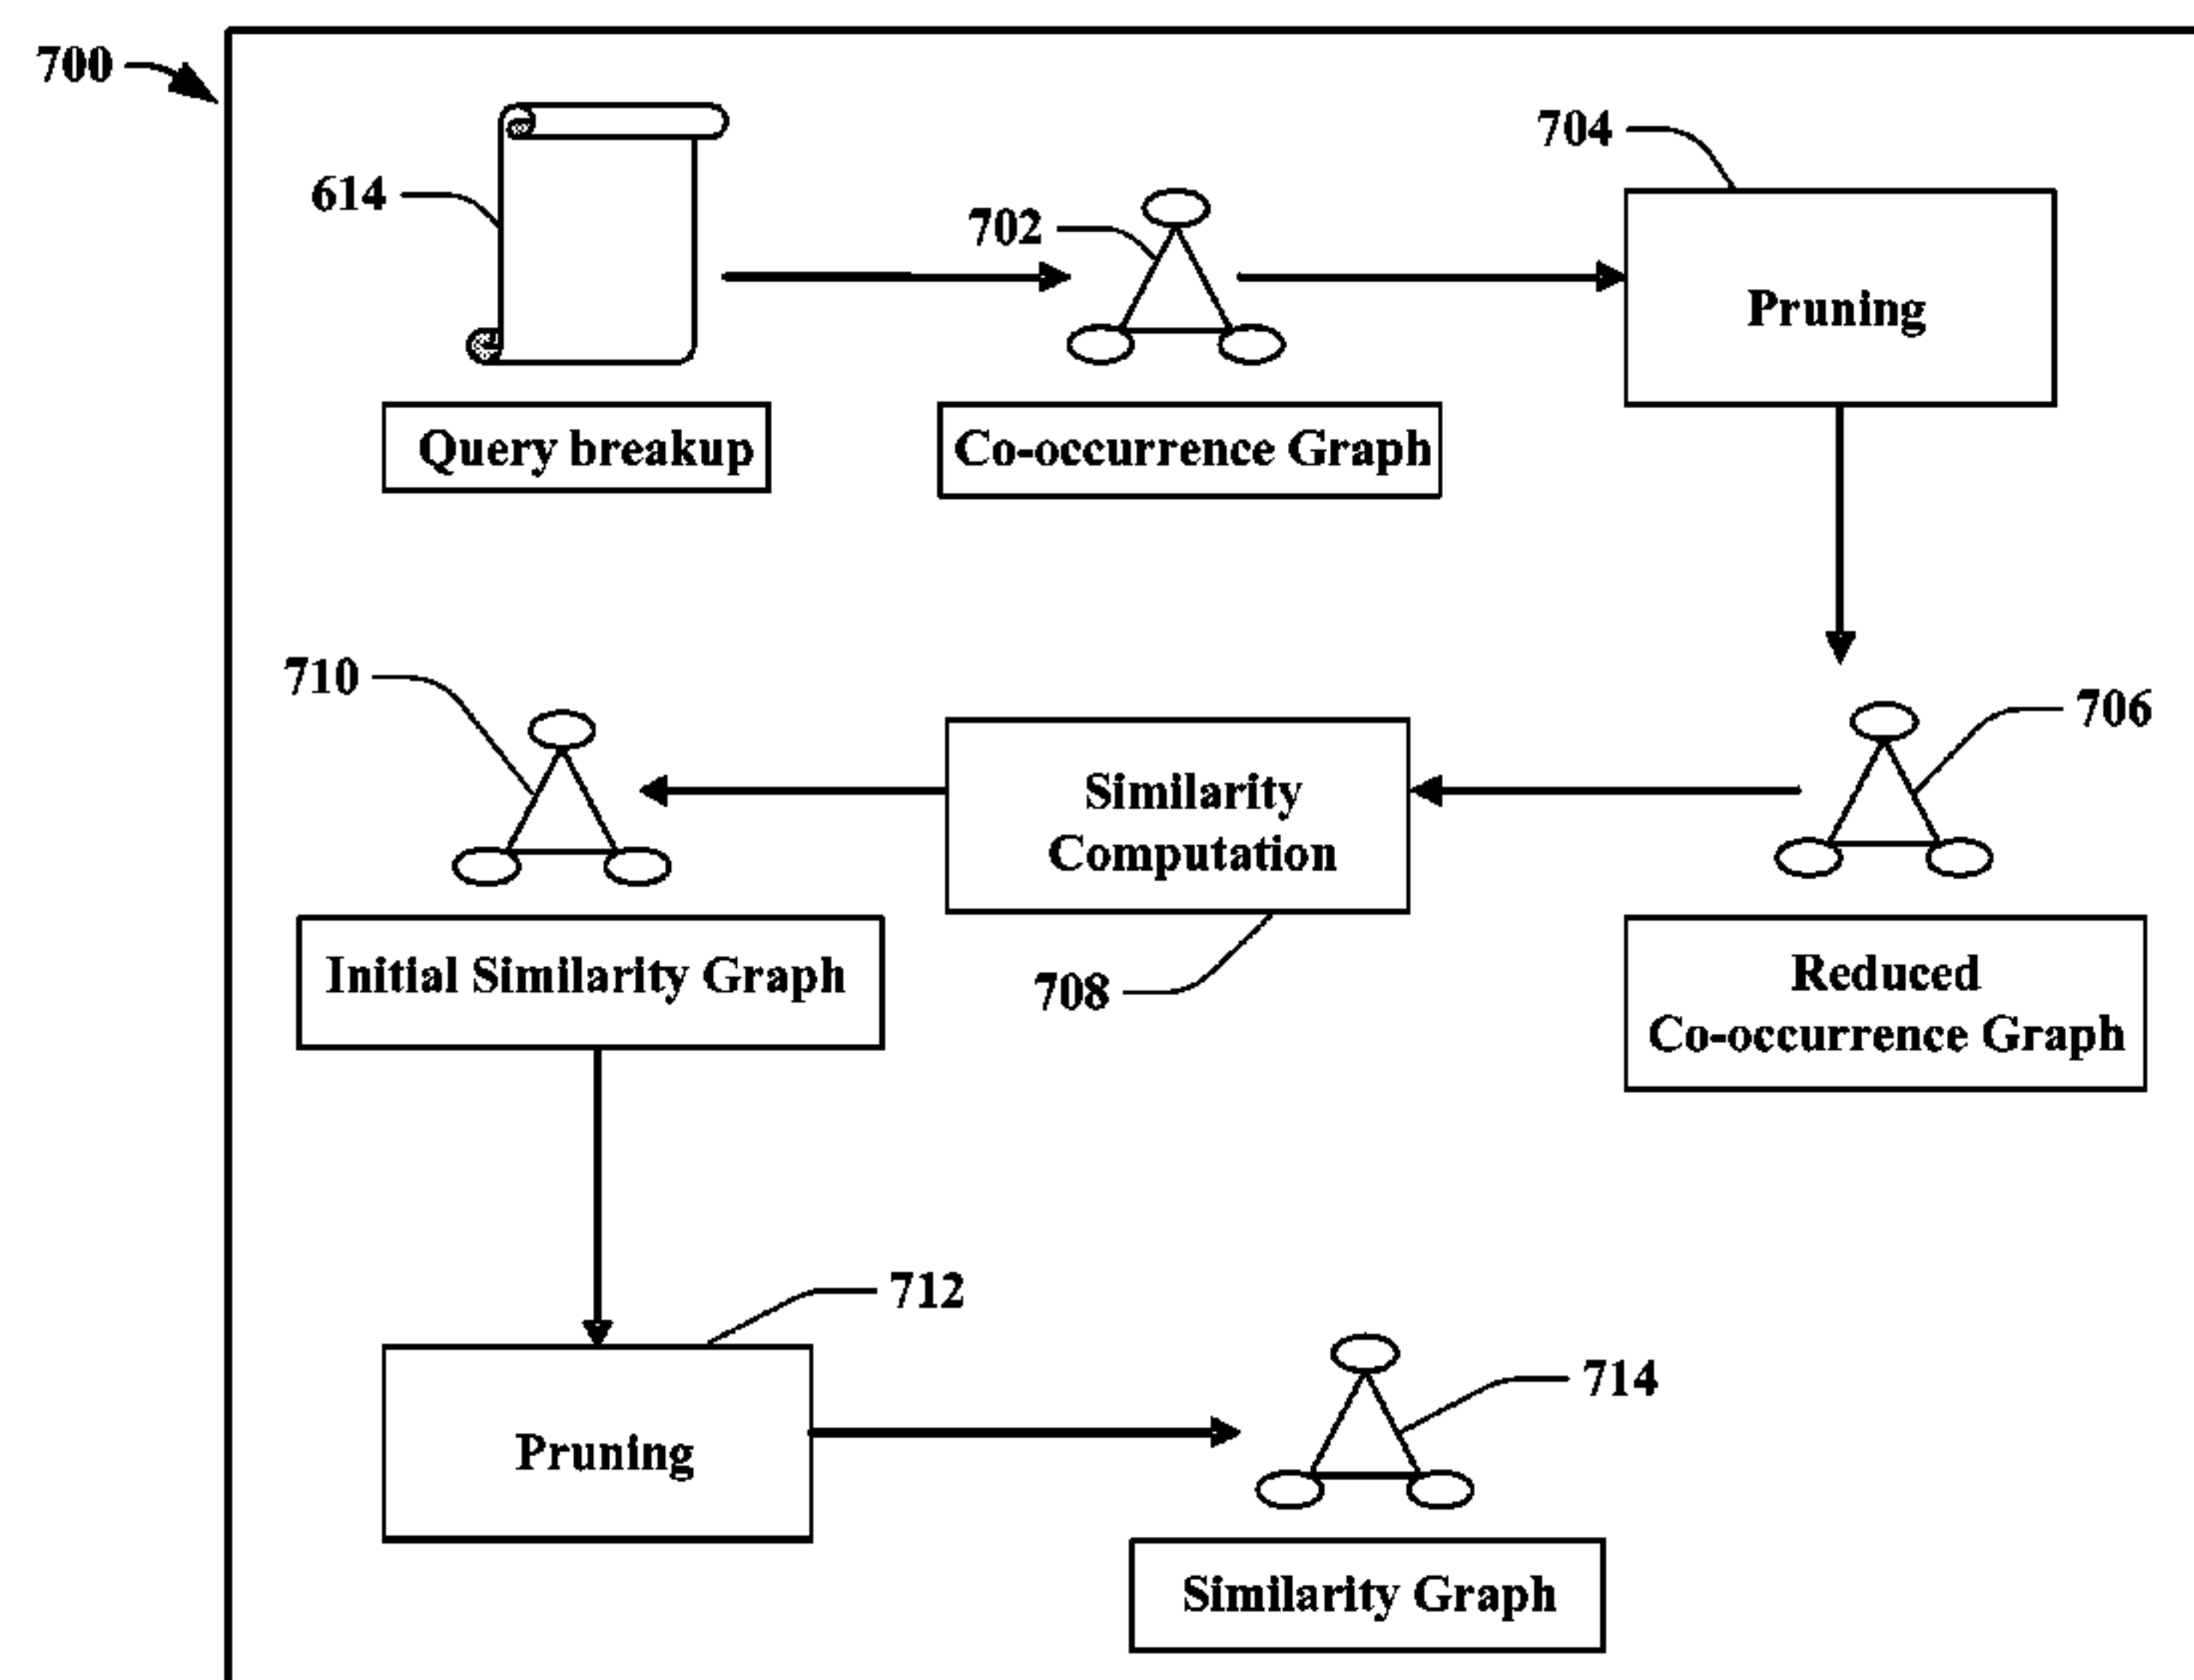 700
704
614
702
Pruning
Query breakup
Co-occurrence Graph
710
706
Similarity
Computation
Initial Similarity Graph
708
Reduced
Co-occurrence Graph
712
714
Pruning
Similarity Graph